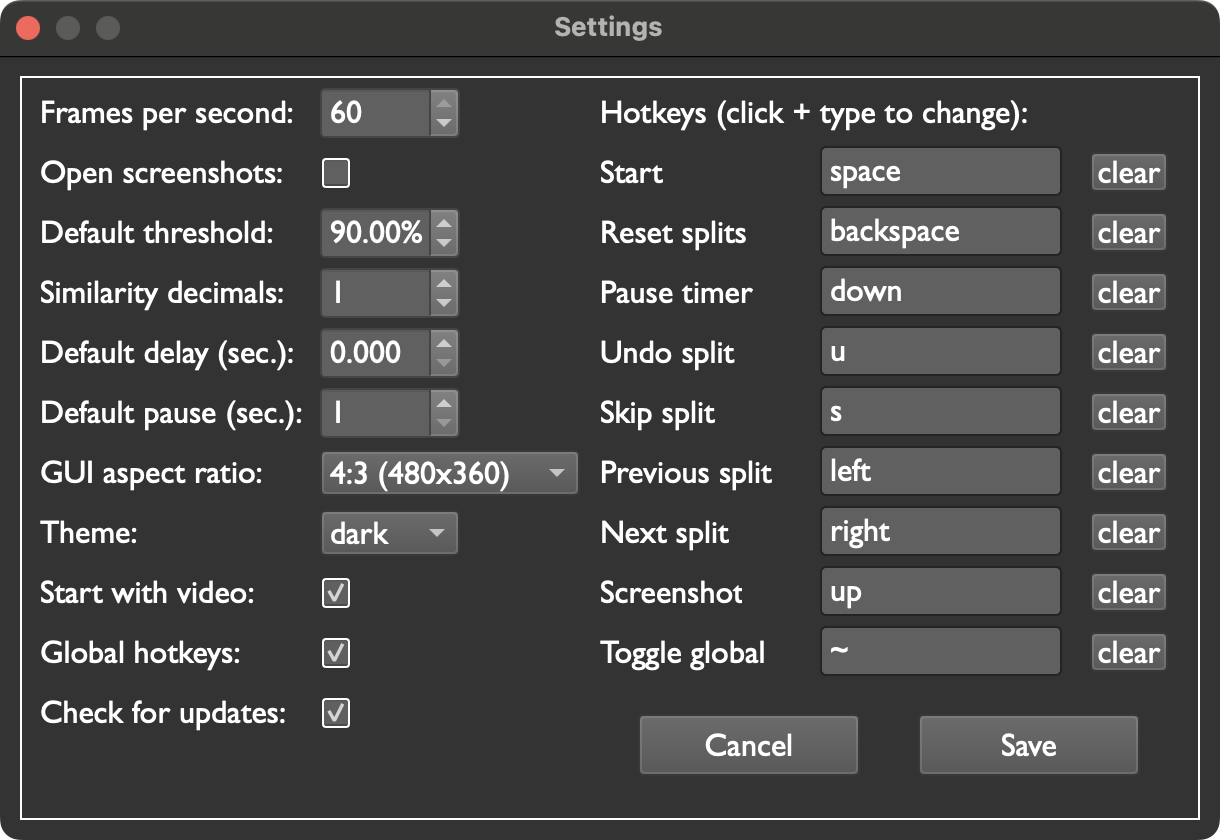 Settings
Frames per second: 60
Open screenshots:
Default threshold: 90.00%
Similarity decimals: 1
Default delay (sec.): 0.000
Default pause (sec.): 1
GUI aspect ratio: 4:3 (480x360)
Theme: dark
Start with video:
Global hotkeys:
Check for updates:
Hotkeys (click + type to change):
Start space clear
Reset splits backspace clear
Pause timer down clear
Undo split u clear
Skip split s clear
Previous split left clear
Next split right clear
Screenshot up clear
Toggle global ~ clear
Cancel Save